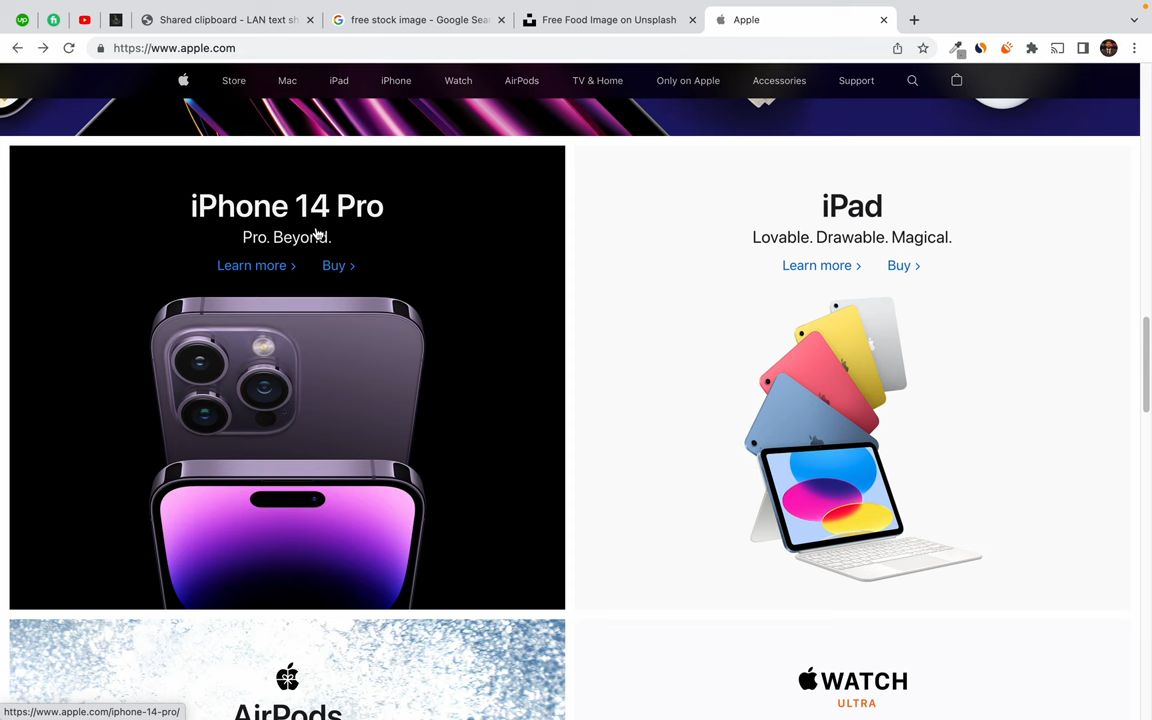 up
Shared clipboard - LAN text sh
free stock image - Google Sea
Free Food Image on Unsplash
Apple
https://www.apple.com
Store
Mac
iPad
iPhone
Watch
AirPods
TV & Home
Only on Apple
Accessories
Support
iPhone 14 Pro
Pro. Beyond.
Learn more >
Buy >
iPad
Lovable. Drawable. Magical.
Learn more >
Buy >
AirPods
WATCH
ULTRA
https://www.apple.com/iphone-14-pro/